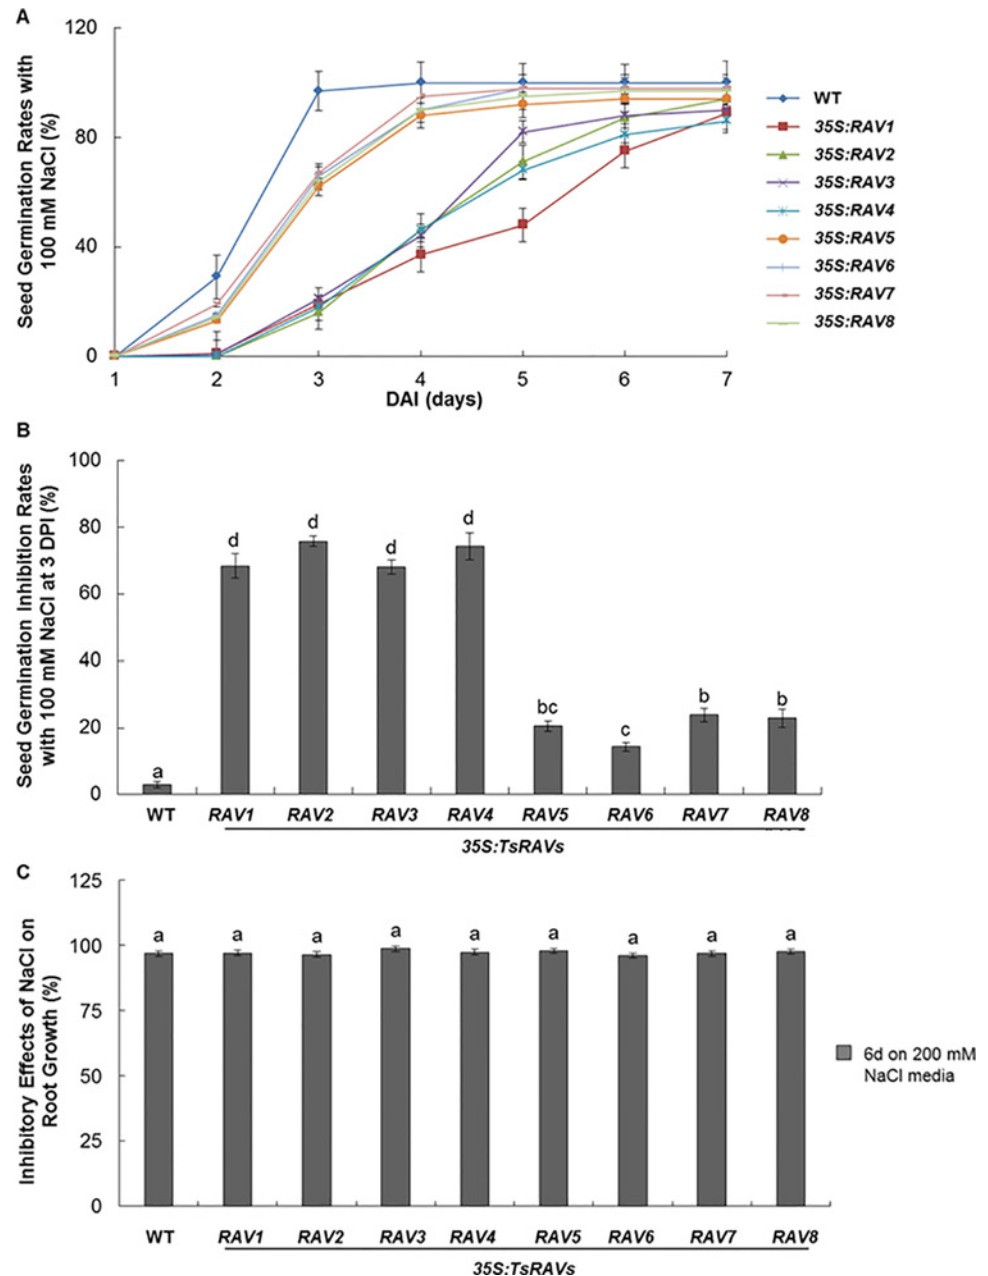 A
Seed Germination Rates with
100 mM NaCl (%)
120
80
40
0
1 2 3 4 5 6 7
DAI (days)
WT
35S:RAV1
35S:RAV2
35S:RAV3
35S:RAV4
35S:RAV5
35S:RAV6
35S:RAV7
35S:RAV8
B
Seed Germination Inhibition Rates
with 100 mM NaCl at 3 DPI (%)
100
80
60
40
20
0
a d d d d bc c b b
WT RAV1 RAV2 RAV3 RAV4 RAV5 RAV6 RAV7 RAV8
35S:TsRAVs
C
Inhibitory Effects of NaCl on
Root Growth (%)
125
100
75
50
25
0
a a a a a a a a a
6d on 200 mM
NaCl media
WT RAV1 RAV2 RAV3 RAV4 RAV5 RAV6 RAV7 RAV8
35S:TsRAVs